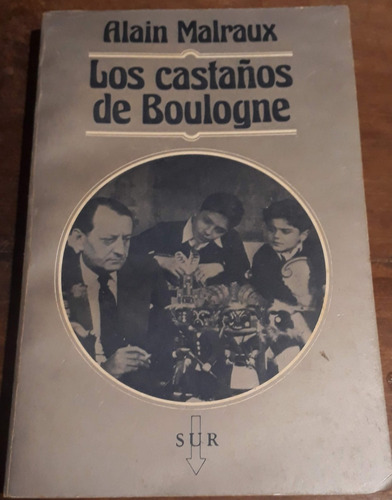 Alain Malraux
Los castaños
de Boulogne
SUR